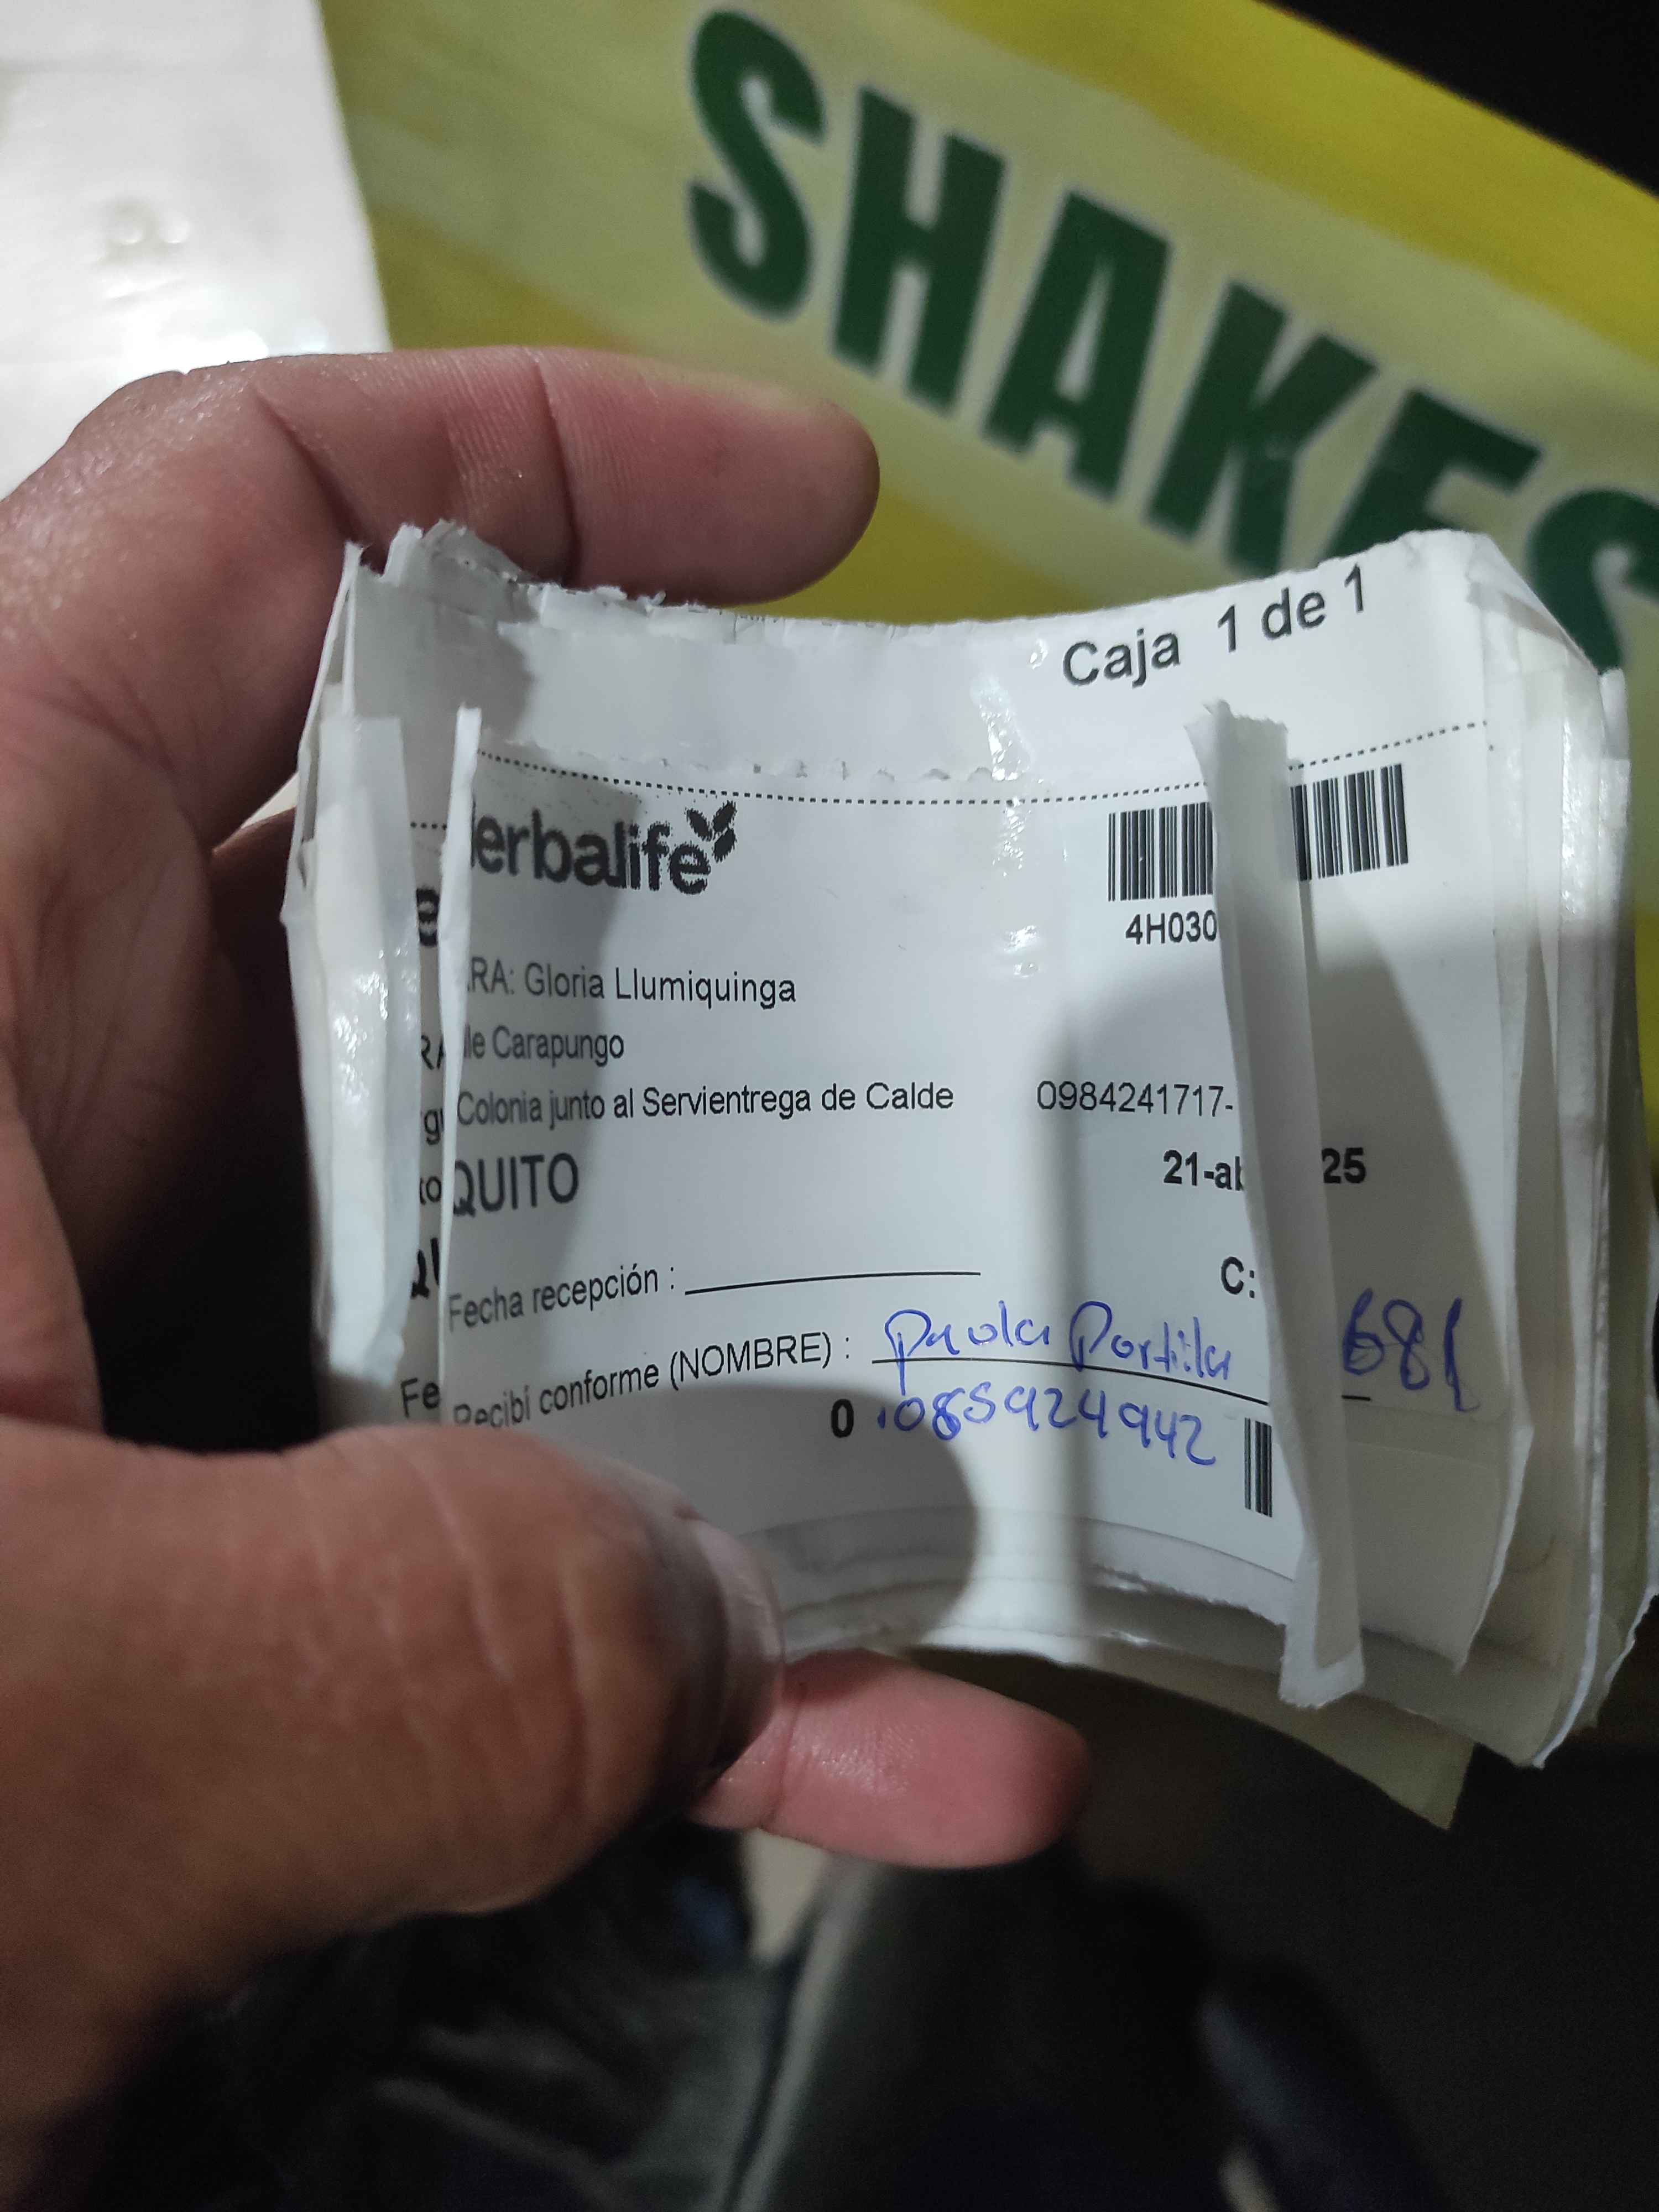 SHAKES
Caja 1 de 1
erbalife
4H030
RA: Gloria Llumiquinga
le Carapungo
Colonia junto al Servientrega de Calde 0984241717-
QUITO 21-ab 25
Fecha recepción : C:
Recibí conforme (NOMBRE) : Paola Portilla 681
0 085924942